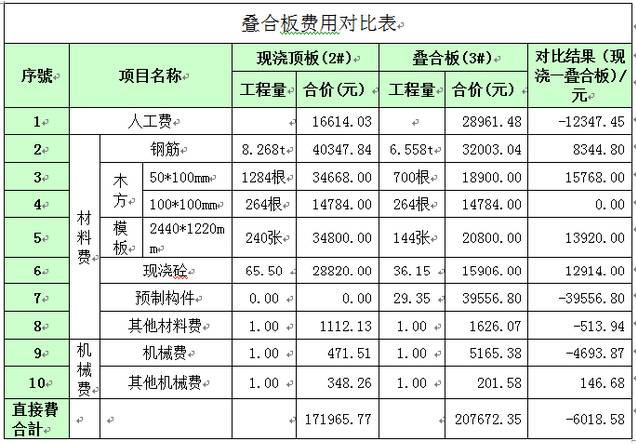 叠合板费用对比表
序號 项目名称 现浇顶板(2#) 叠合板(3#) 对比结果（现浇—叠合板)/元
工程量 合价(元) 工程量 合价(元)
1 人工费 16614.03 28961.48 -12347.45
2 材料费 钢筋 8.268t 40347.84 6.558t 32003.04 8344.80
3 木方 50*100mm 1284根 34668.00 700根 18900.00 15768.00
4 100*100mm 264根 14784.00 264根 14784.00 0.00
5 模板 2440*1220mm 240张 34800.00 144张 20800.00 13920.00
6 现浇砼 65.50 28820.00 36.15 15906.00 12914.00
7 预制构件 0.00 0.00 29.35 39556.80 -39556.80
8 其他材料费 1.00 1112.13 1.00 1626.07 -513.94
9 机械费 机械费 1.00 471.51 1.00 5165.38 -4693.87
10 其他机械费 1.00 348.26 1.00 201.58 146.68
直接費合計 171965.77 207672.35 -6018.58